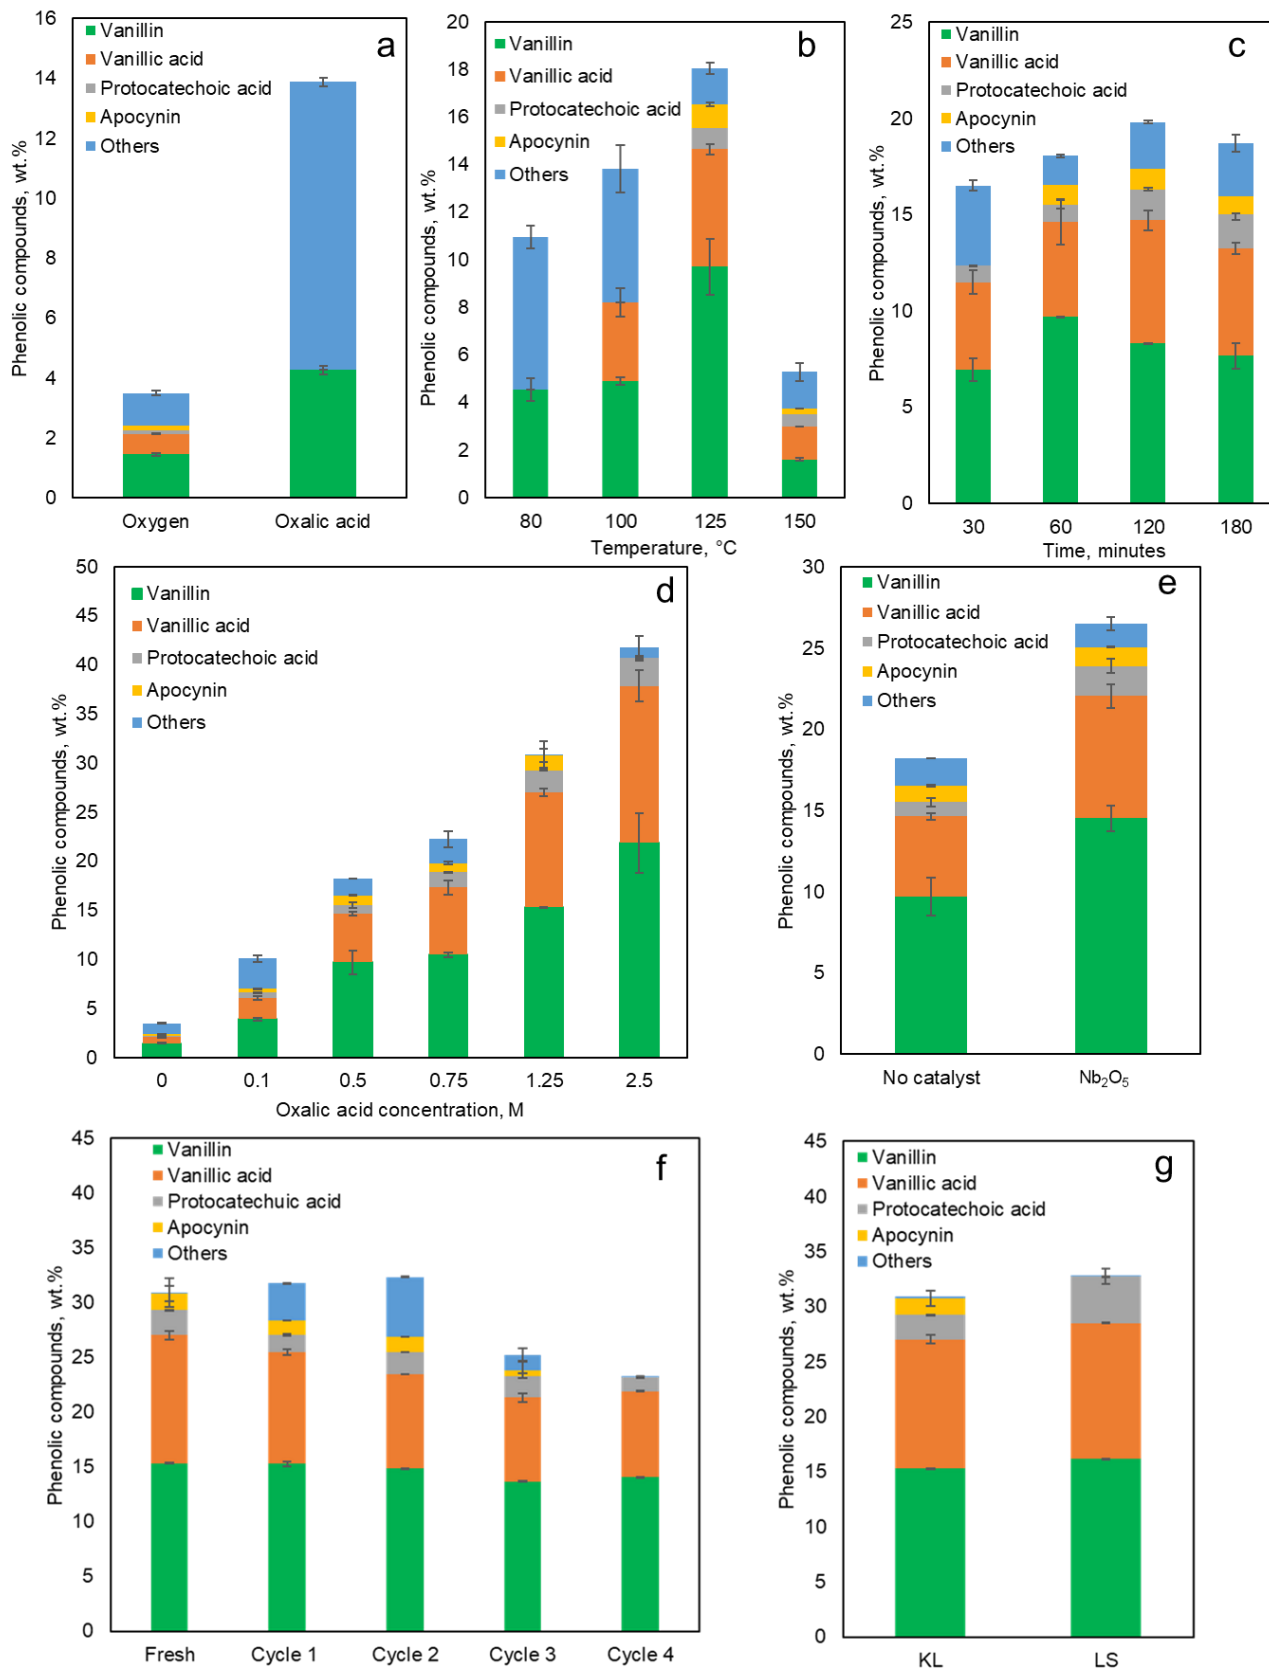 a
Phenolic compounds, wt.%
16
14
12
10
8
6
4
2
0
Vanillin
Vanillic acid
Protocatechoic acid
Apocynin
Others
Oxygen Oxalic acid
b
Phenolic compounds, wt.%
20
18
16
14
12
10
8
6
4
2
0
Vanillin
Vanillic acid
Protocatechoic acid
Apocynin
Others
80 100 125 150
Temperature, °C
c
Phenolic compounds, wt.%
25
20
15
10
5
0
Vanillin
Vanillic acid
Protocatechoic acid
Apocynin
Others
30 60 120 180
Time, minutes
d
Phenolic compounds, wt.%
50
45
40
35
30
25
20
15
10
5
0
Vanillin
Vanillic acid
Protocatechoic acid
Apocynin
Others
0 0.1 0.5 0.75 1.25 2.5
Oxalic acid concentration, M
e
Phenolic compounds, wt.%
30
25
20
15
10
5
0
Vanillin
Vanillic acid
Protocatechoic acid
Apocynin
Others
No catalyst Nb₂O₅
f
Phenolic compounds, wt.%
45
40
35
30
25
20
15
10
5
0
Vanillin
Vanillic acid
Protocatechuic acid
Apocynin
Others
Fresh Cycle 1 Cycle 2 Cycle 3 Cycle 4
g
Phenolic compounds, wt.%
45
40
35
30
25
20
15
10
5
0
Vanillin
Vanillic acid
Protocatechoic acid
Apocynin
Others
KL LS